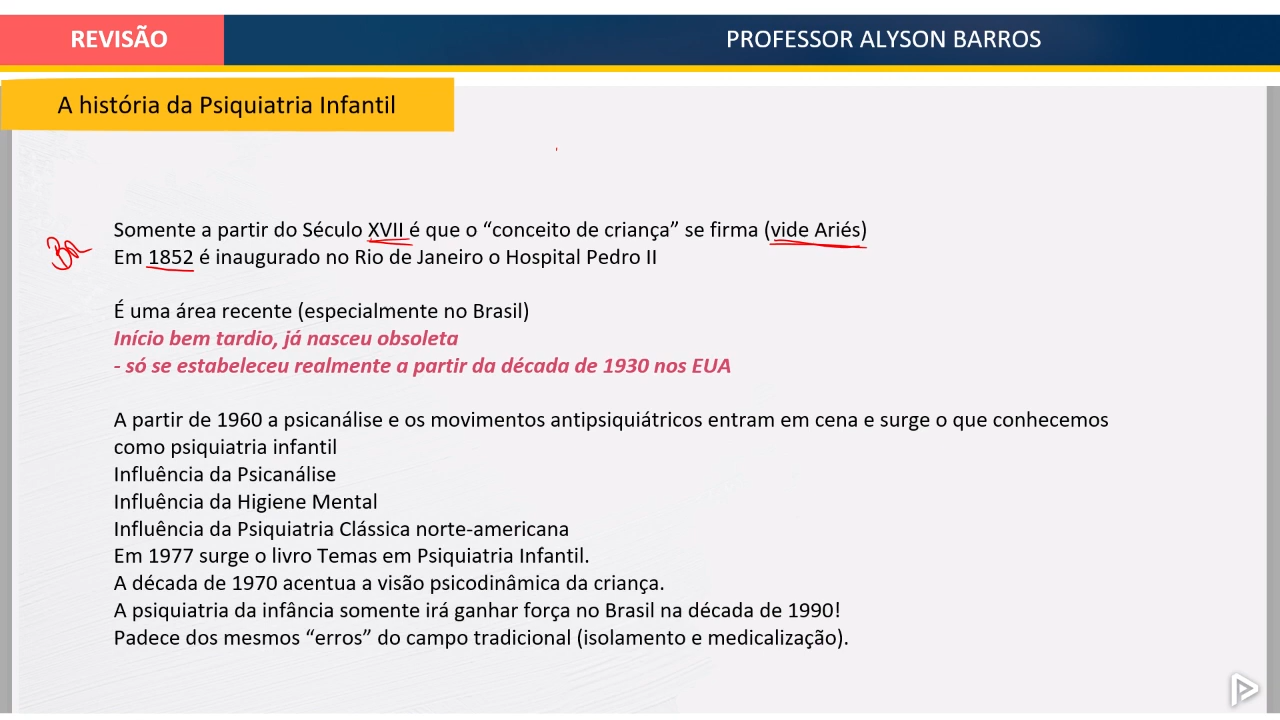 REVISÃO
PROFESSOR ALYSON BARROS
A história da Psiquiatria Infantil
Somente a partir do Século XVII é que o “conceito de criança” se firma (vide Ariés)
Em 1852 é inaugurado no Rio de Janeiro o Hospital Pedro II
É uma área recente (especialmente no Brasil)
Início bem tardio, já nasceu obsoleta
- só se estabeleceu realmente a partir da década de 1930 nos EUA
A partir de 1960 a psicanálise e os movimentos antipsiquiátricos entram em cena e surge o que conhecemos
como psiquiatria infantil
Influência da Psicanálise
Influência da Higiene Mental
Influência da Psiquiatria Clássica norte-americana
Em 1977 surge o livro Temas em Psiquiatria Infantil.
A década de 1970 acentua a visão psicodinâmica da criança.
A psiquiatria da infância somente irá ganhar força no Brasil na década de 1990!
Padece dos mesmos “erros” do campo tradicional (isolamento e medicalização).